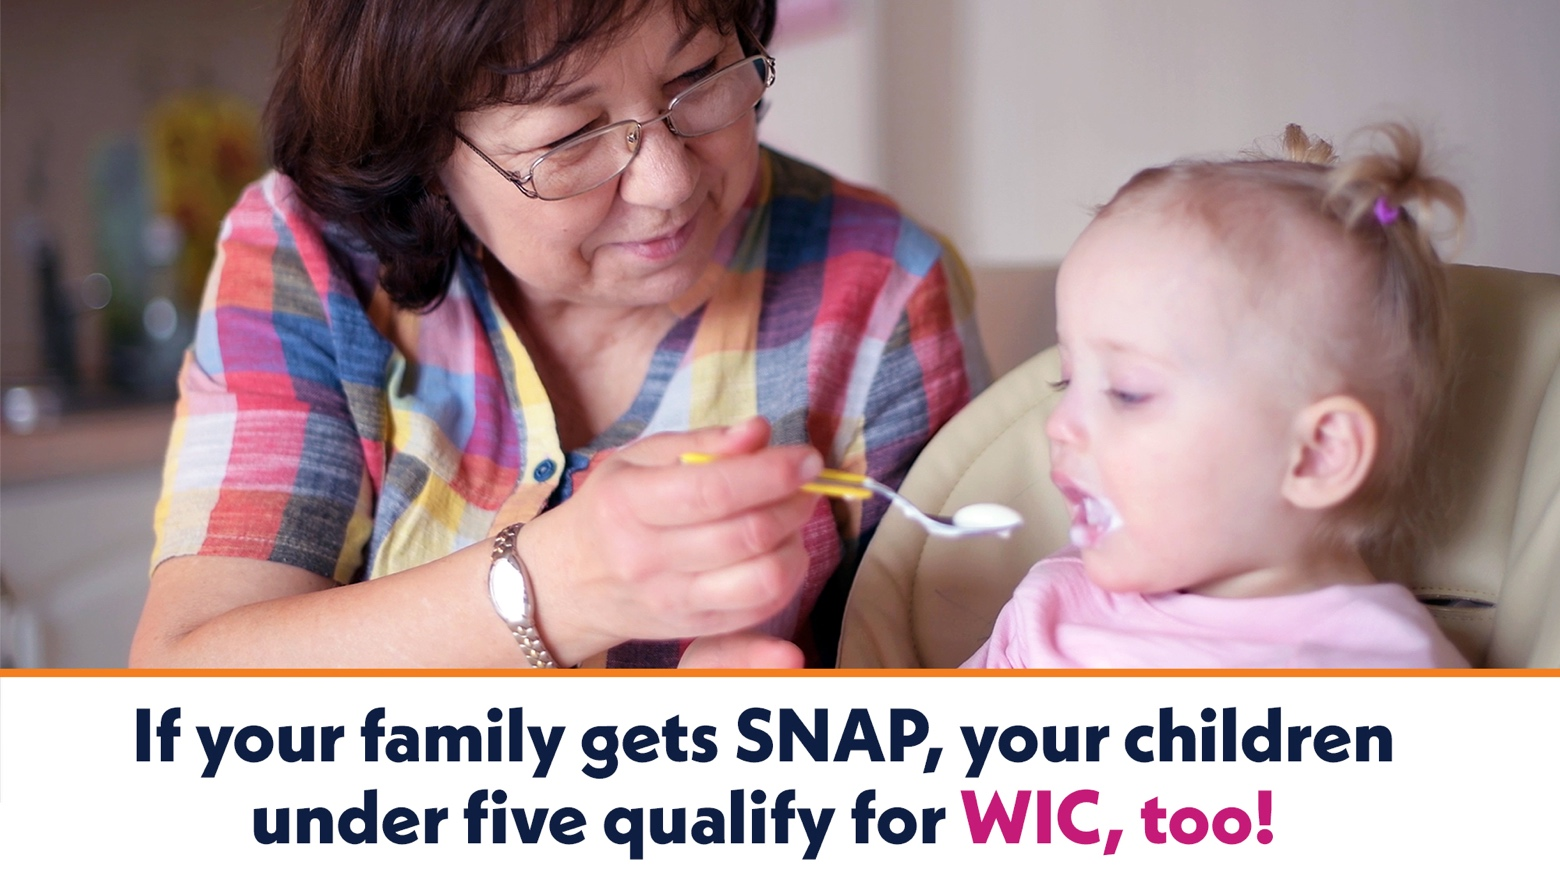 If your family gets SNAP, your children
under five qualify for WIC, too!